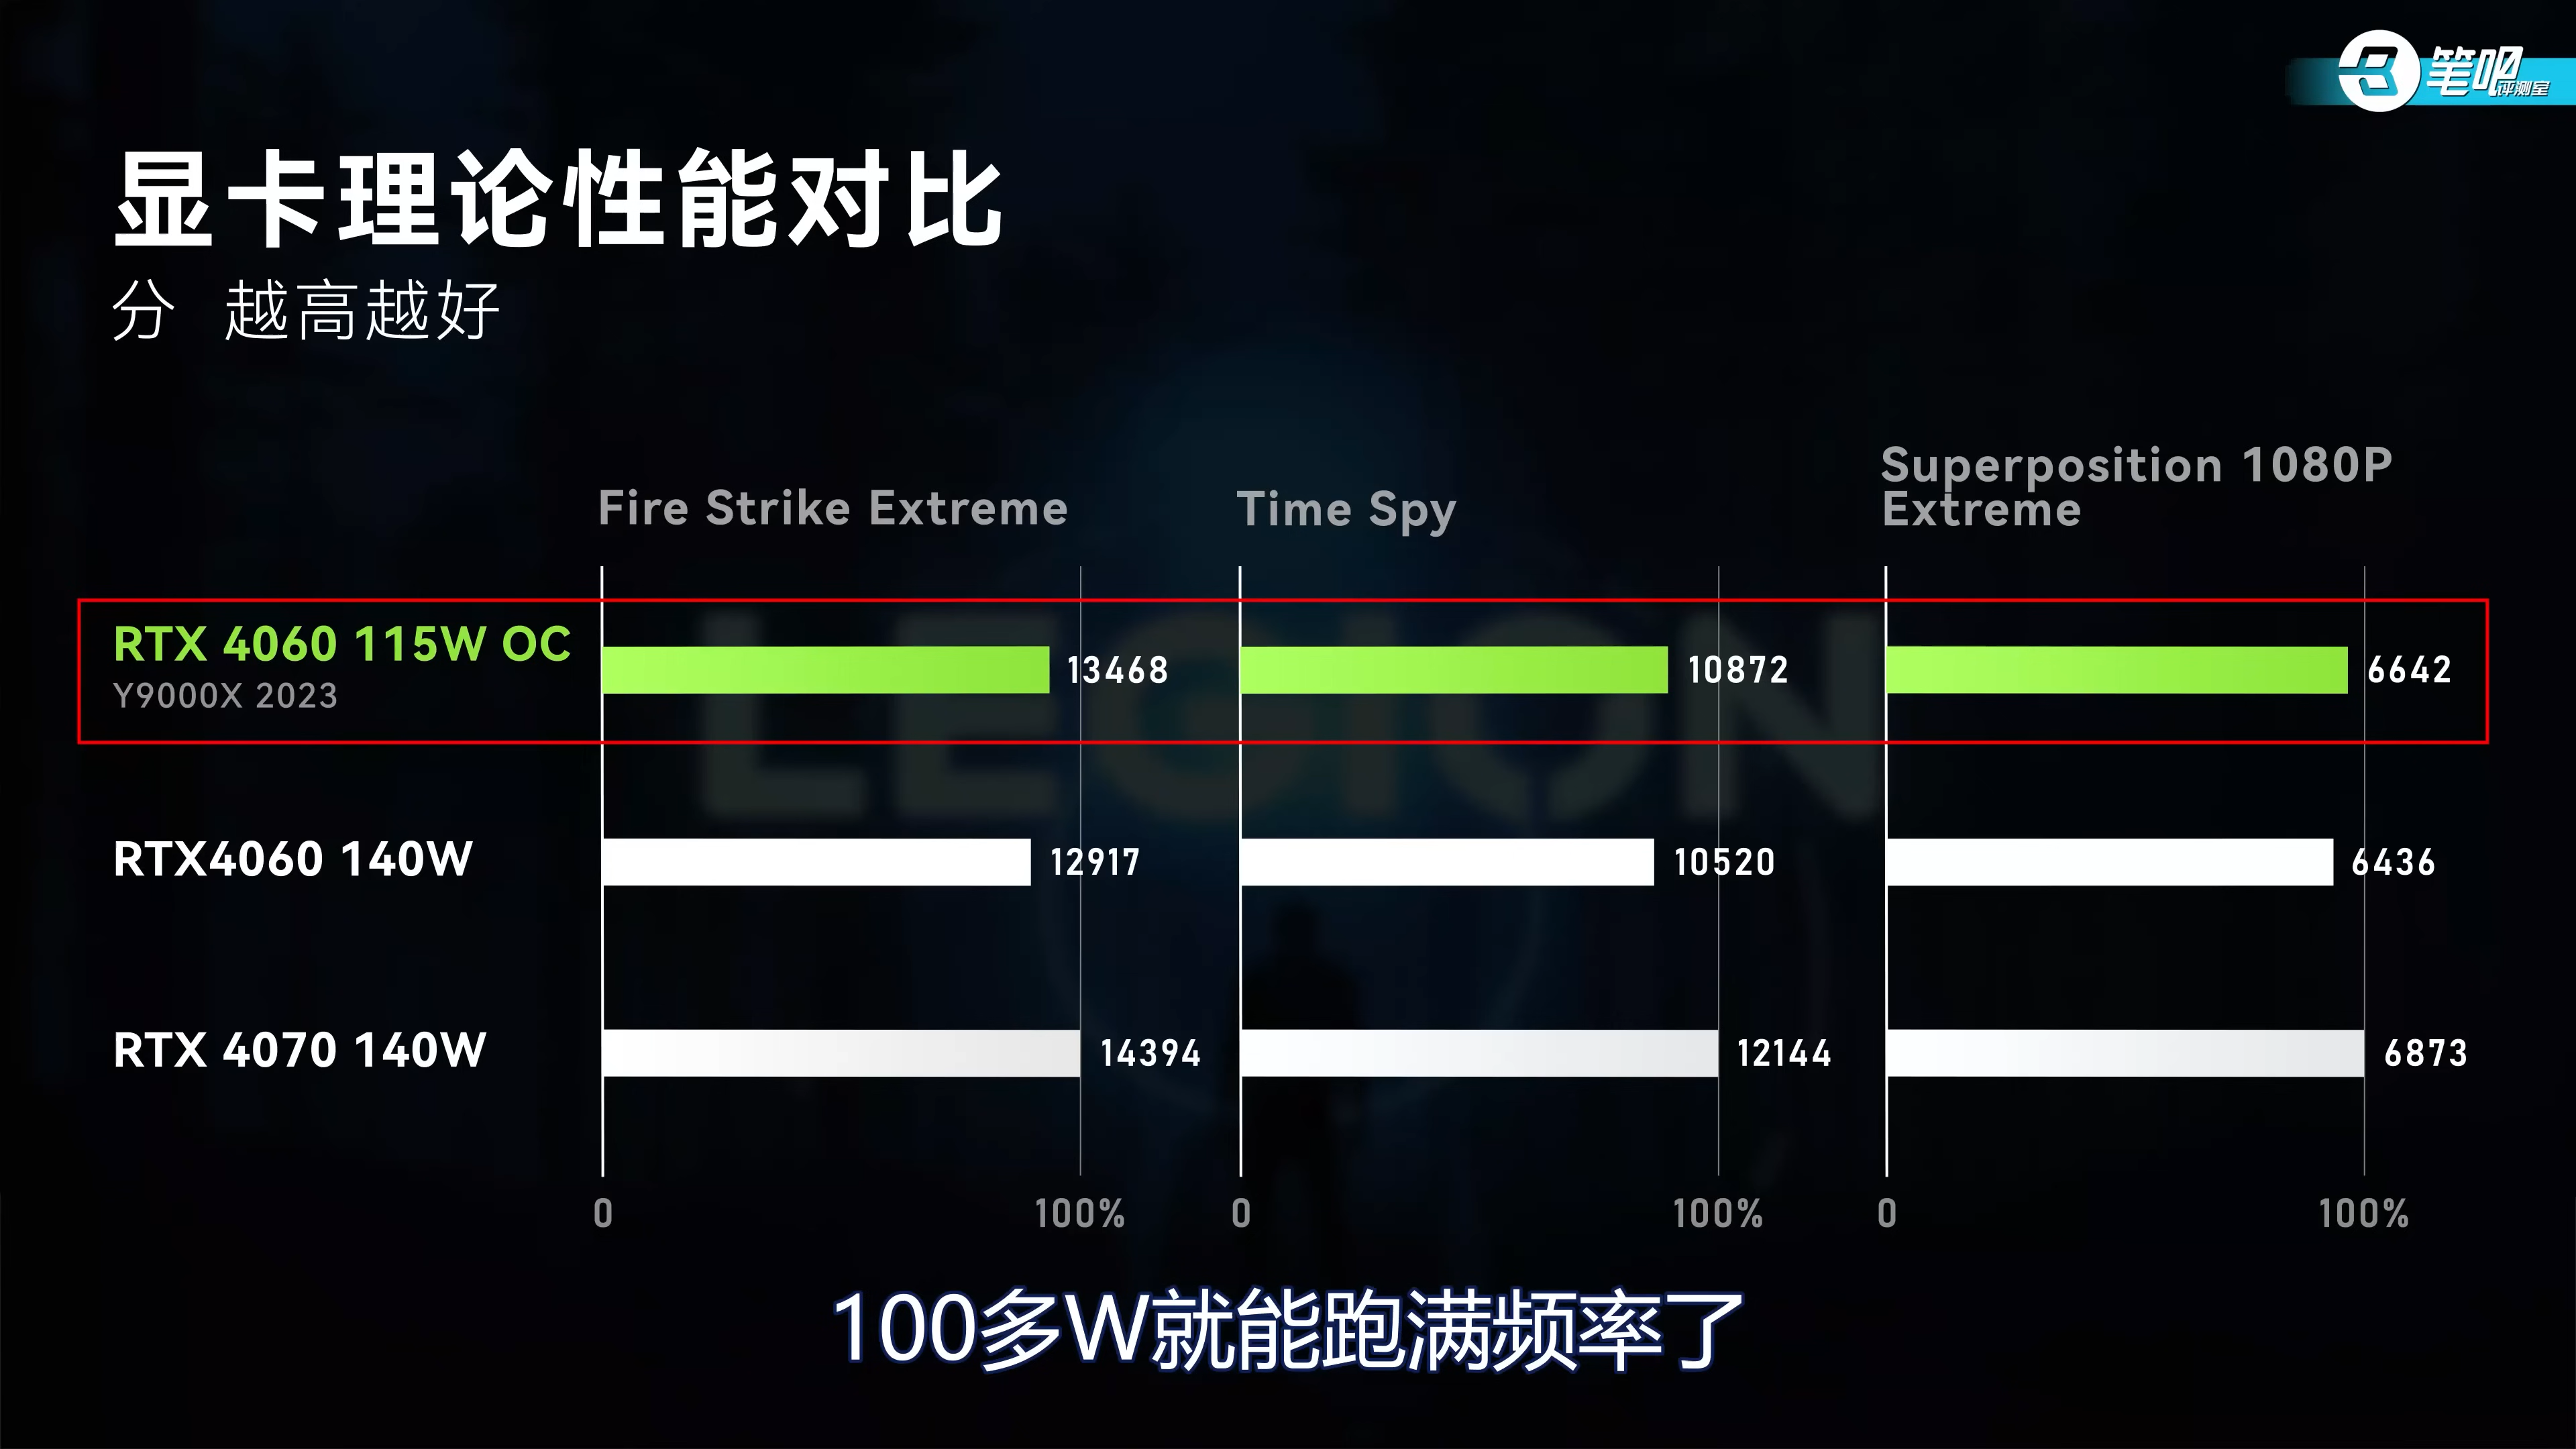 笔吧评测室
显卡理论性能对比
分 越高越好
Fire Strike Extreme
Time Spy
Superposition 1080P
Extreme
RTX 4060 115W OC
Y9000X 2023
13468
10872
6642
LEGION
RTX4060 140W
12917
10520
6436
RTX 4070 140W
14394
12144
6873
0
100%
0
100%
0
100%
100多W就能跑满频率了